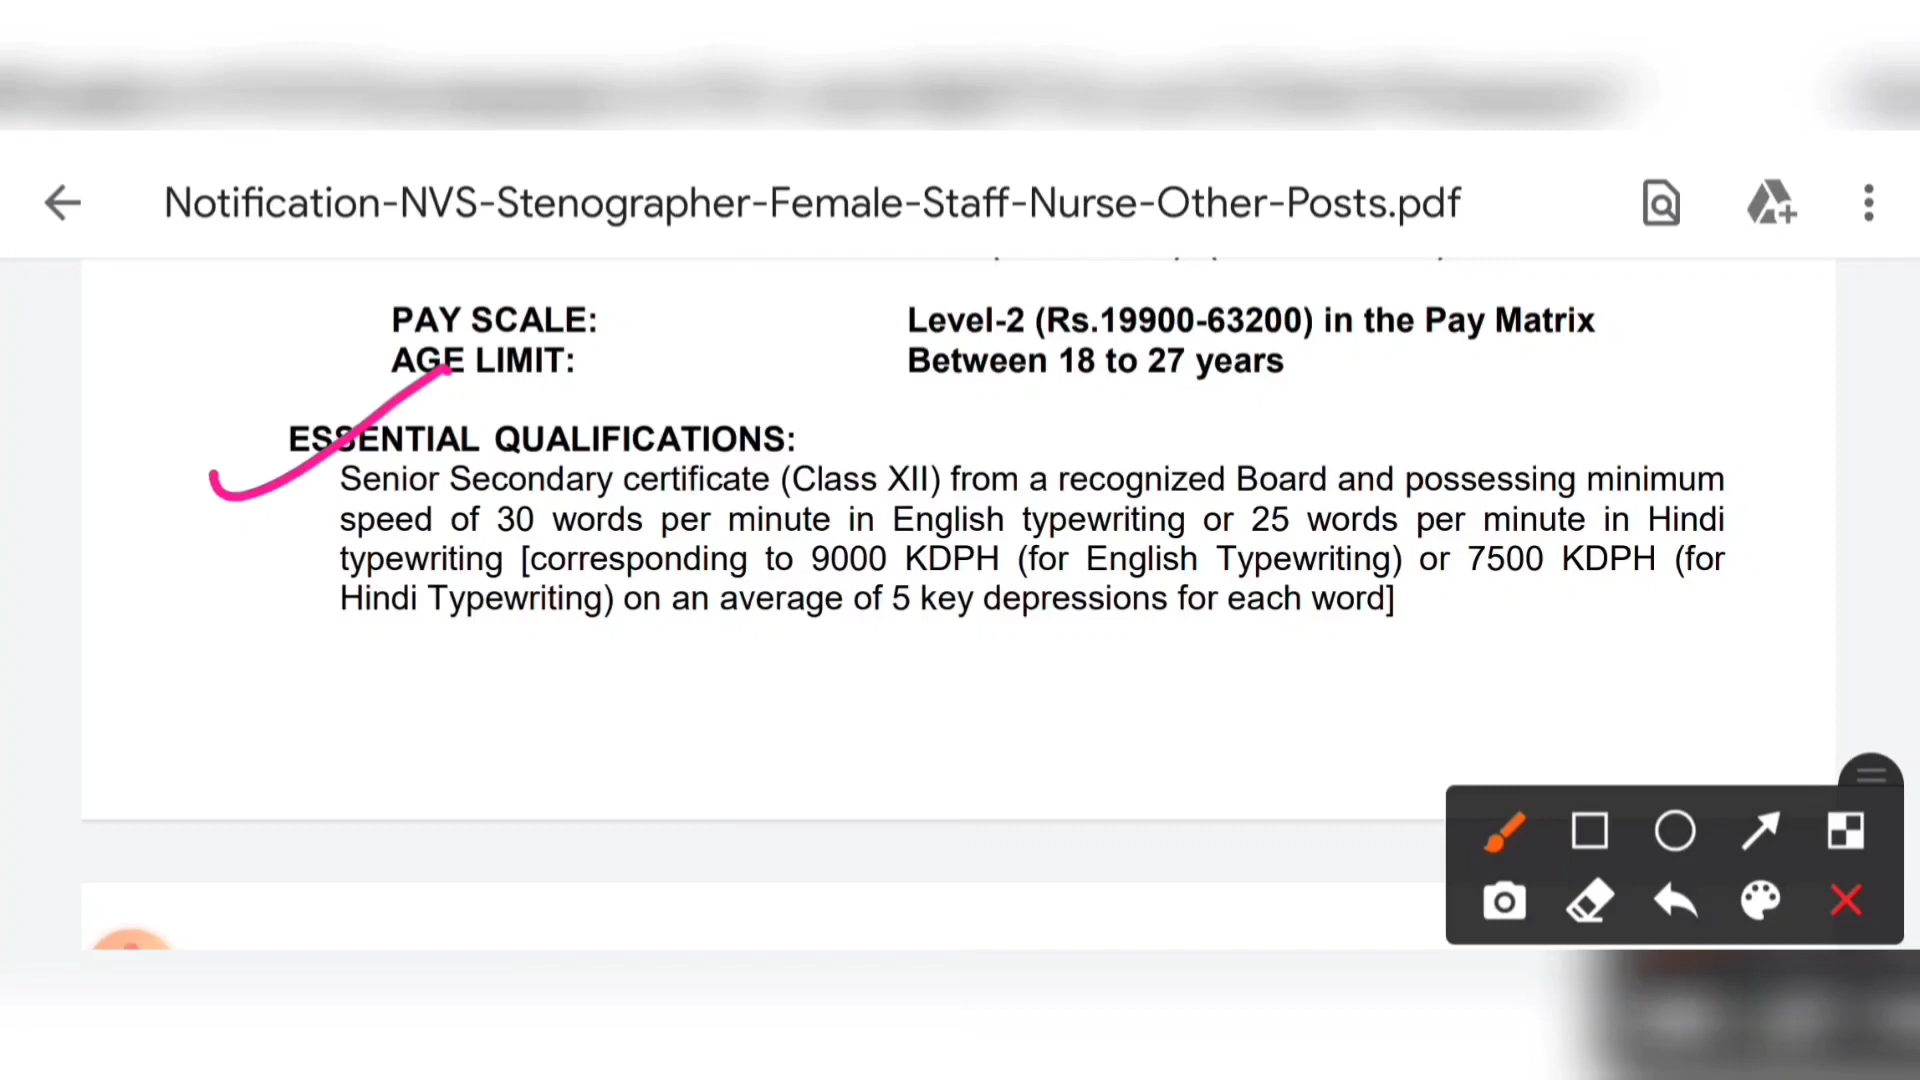 Notification-NVS-Stenographer-Female-Staff-Nurse-Other-Posts.pdf
PAY SCALE: Level-2 (Rs.19900-63200) in the Pay Matrix
AGE LIMIT: Between 18 to 27 years
ESSENTIAL QUALIFICATIONS:
Senior Secondary certificate (Class XII) from a recognized Board and possessing minimum
speed of 30 words per minute in English typewriting or 25 words per minute in Hindi
typewriting [corresponding to 9000 KDPH (for English Typewriting) or 7500 KDPH (for
Hindi Typewriting) on an average of 5 key depressions for each word]